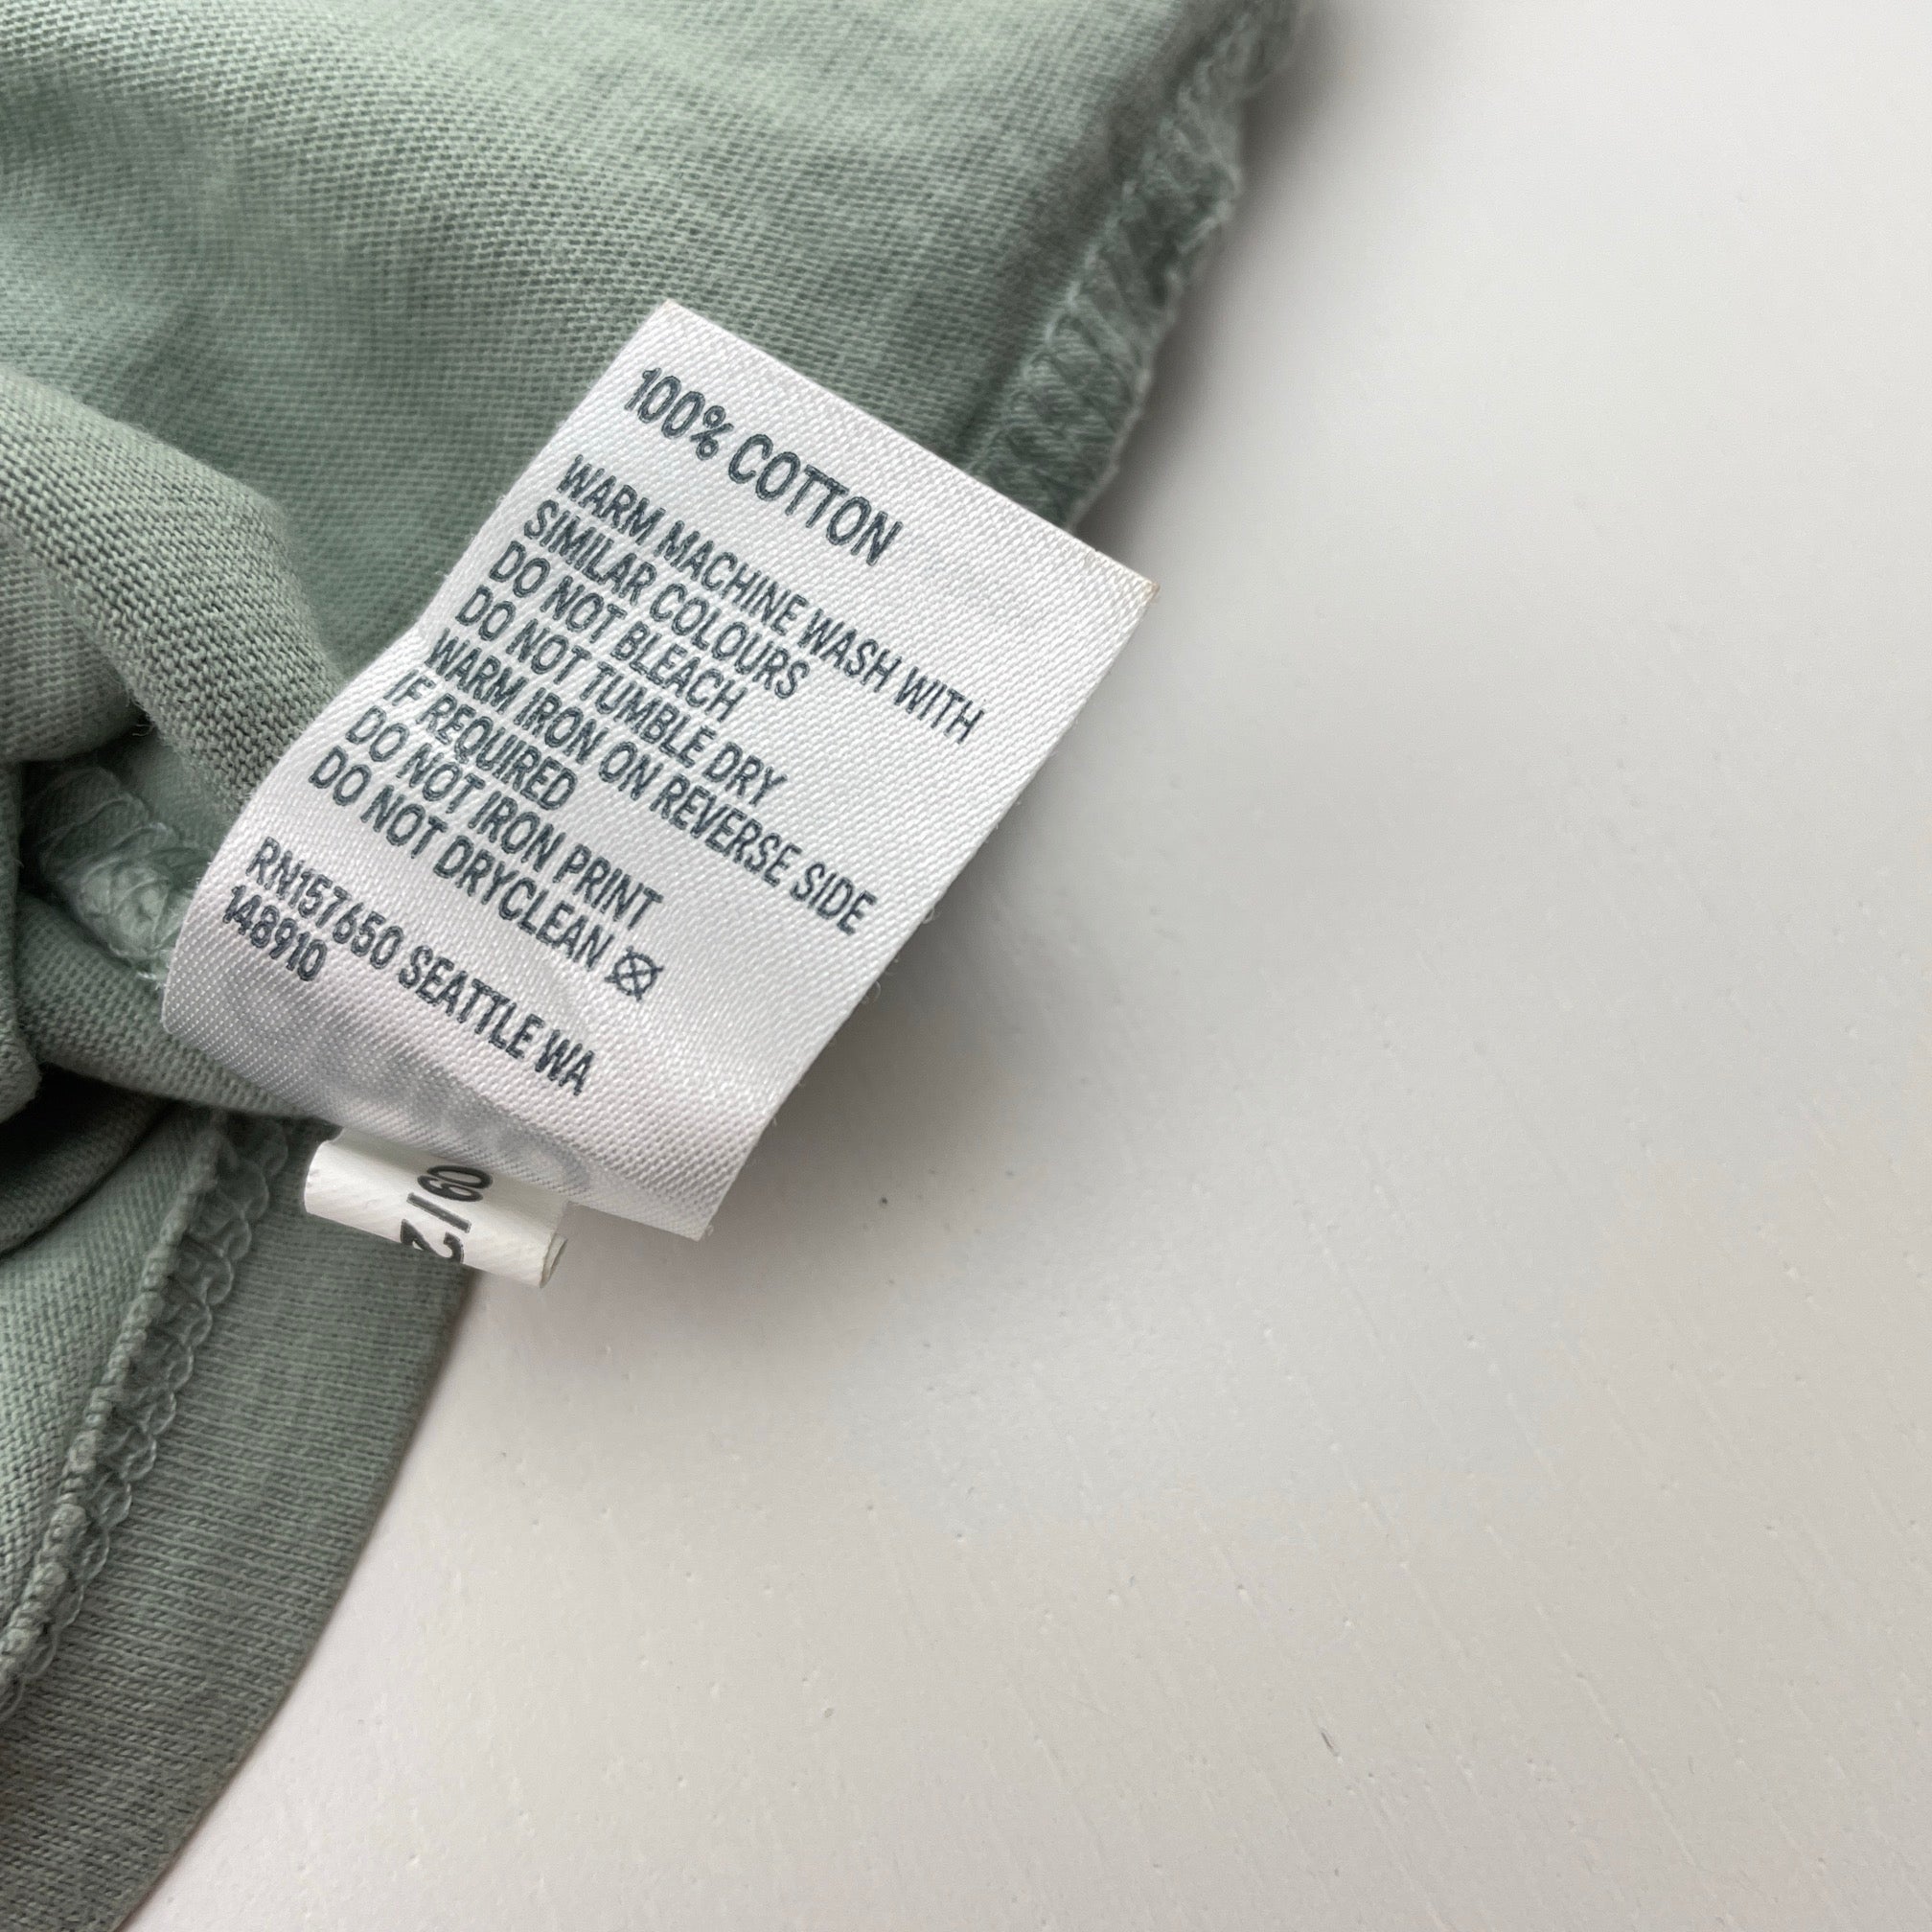 100% COTTON
WARM MACHINE WASH WITH
SIMILAR COLOURS
DO NOT BLEACH
DO NOT TUMBLE DRY
WARM IRON ON REVERSE SIDE
IF REQUIRED
DO NOT IRON PRINT
DO NOT DRYCLEAN
RN157650 SEATTLE WA
148910